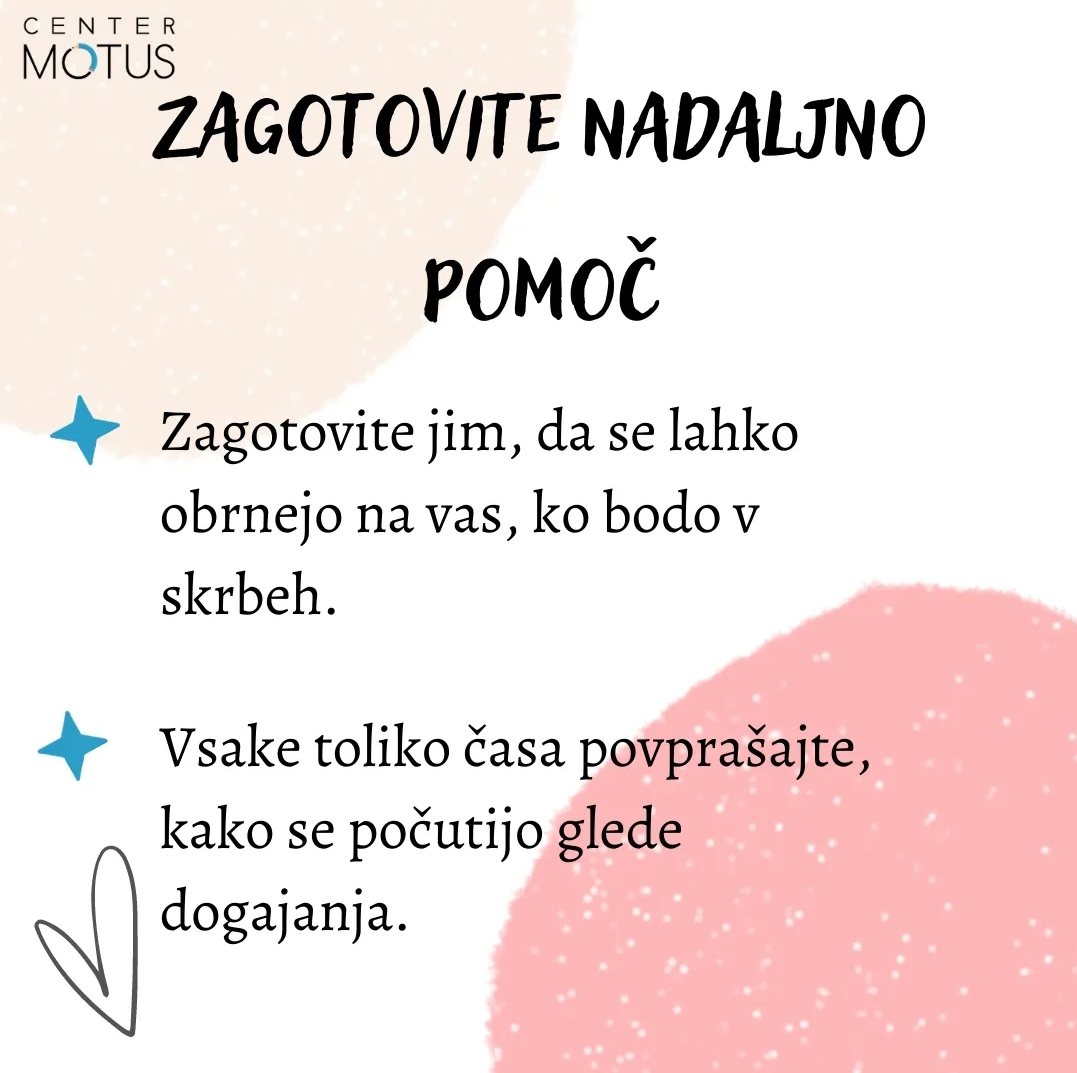 CENTER
MOTUS
ZAGOTOVITE NADALJNO
POMOČ
Zagotovite jim, da se lahko
obrnejo na vas, ko bodo v
skrbeh.
Vsake toliko časa povprašajte,
kako se počutijo glede
dogajanja.